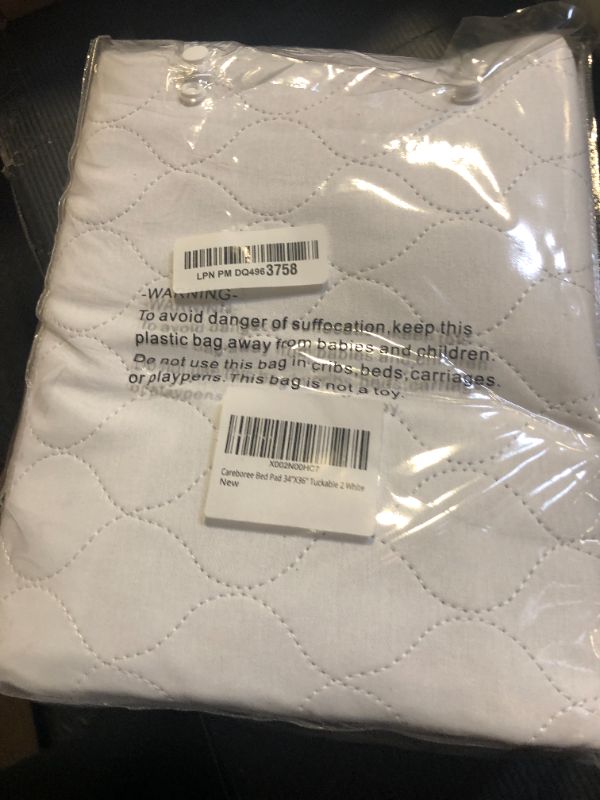 LPN PM DQ4963758
-WARNING-
To avoid danger of suffocation,keep this
plastic bag away from babies and children.
Do not use this bag in cribs,beds,carriages.
or playpens. This bag is not a toy.
X002N00HC7
Careboree Bed Pad 34"X36" Tuckable 2 White
New